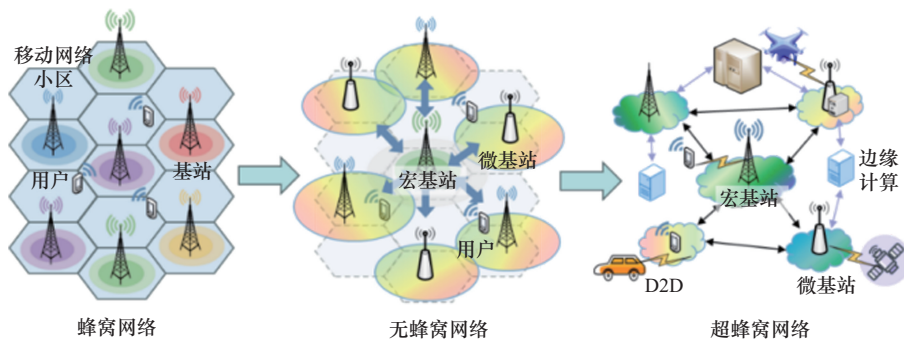 移动网络
小区
用户
基站
蜂窝网络
微基站
宏基站
用户
无蜂窝网络
边缘
计算
宏基站
D2D
微基站
超蜂窝网络